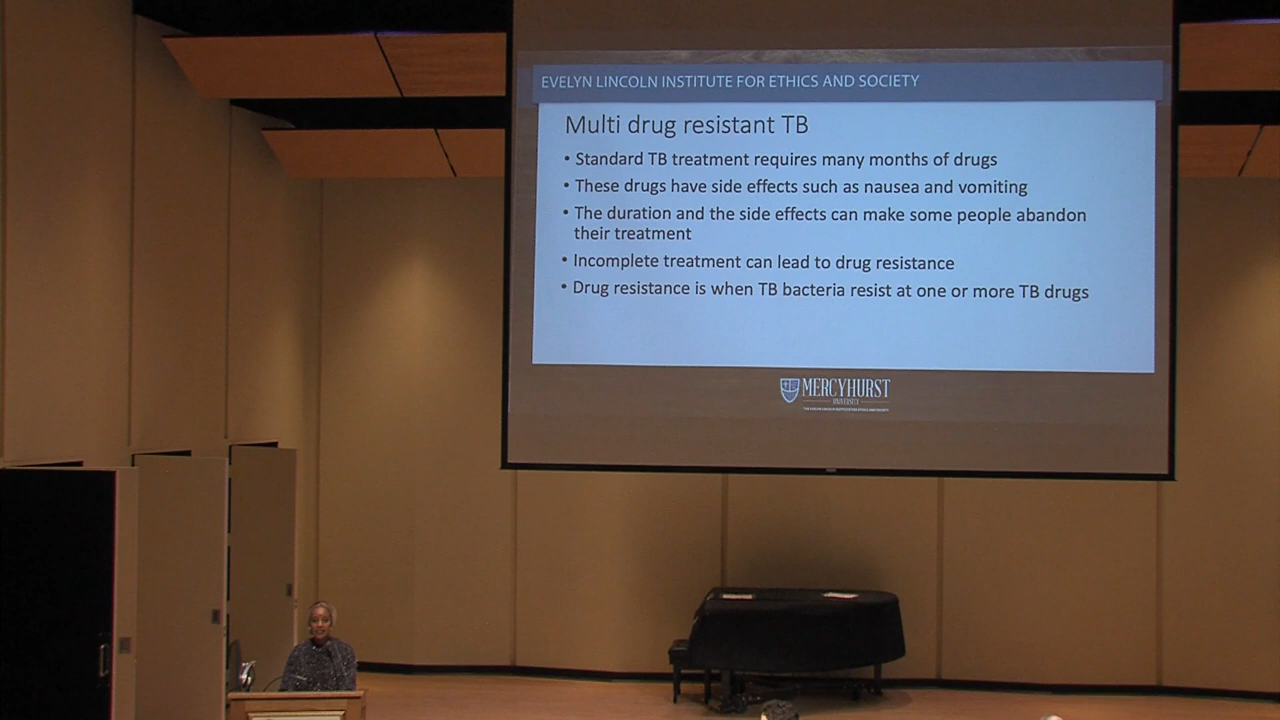 EVELYN LINCOLN INSTITUTE FOR ETHICS AND SOCIETY
Multi drug resistant TB
• Standard TB treatment requires many months of drugs
• These drugs have side effects such as nausea and vomiting
• The duration and the side effects can make some people abandon
their treatment
• Incomplete treatment can lead to drug resistance
• Drug resistance is when TB bacteria resist at one or more TB drugs
MERCYHURST
UNIVERSITY